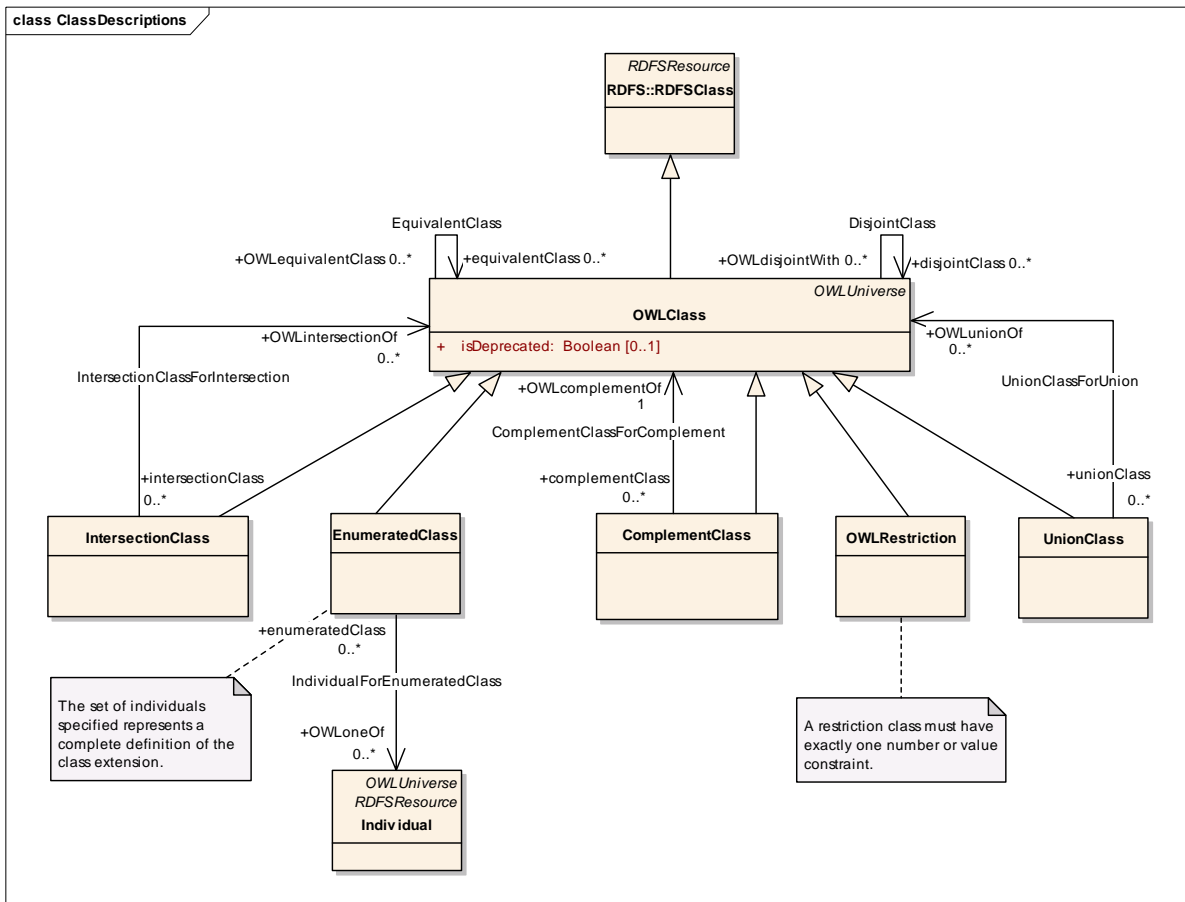 class ClassDescriptions
RDFSResource
RDFS::RDFSClass
EquivalentClass
DisjointClass
+OWLequivalentClass 0..*
+equivalentClass 0..*
+OWLdisjointWith 0..*
+disjointClass 0..*
OWLUniverse
OWLClass
+ isDeprecated: Boolean [0..1]
+OWLintersectionOf
0..*
IntersectionClassForIntersection
+OWLunionOf
0..*
UnionClassForUnion
+OWLcomplementOf
1
ComplementClassForComplement
+intersectionClass
0..*
+complementClass
0..*
+unionClass
0..*
IntersectionClass
EnumeratedClass
ComplementClass
OWLRestriction
UnionClass
+enumeratedClass
0..*
IndividualForEnumeratedClass
+OWLoneOf
0..*
The set of individuals
specified represents a
complete definition of the
class extension.
A restriction class must have
exactly one number or value
constraint.
OWLUniverse
RDFSResource
Individual